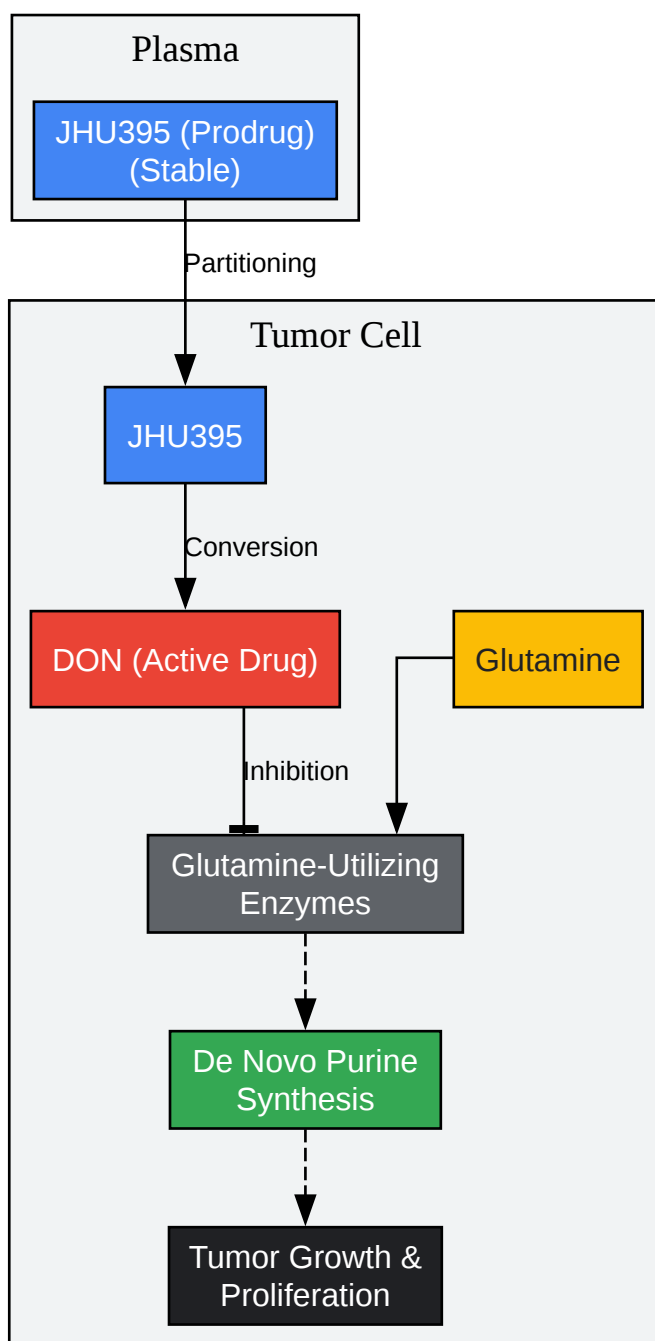 Plasma
JHU395 (Prodrug)
(Stable)
Partitioning
Tumor Cell
JHU395
Conversion
DON (Active Drug)
Glutamine
Inhibition
Glutamine-Utilizing
Enzymes
De Novo Purine
Synthesis
Tumor Growth &
Proliferation